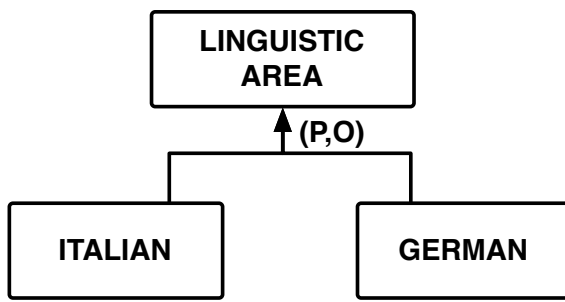 LINGUISTIC
AREA
(P,O)
ITALIAN
GERMAN